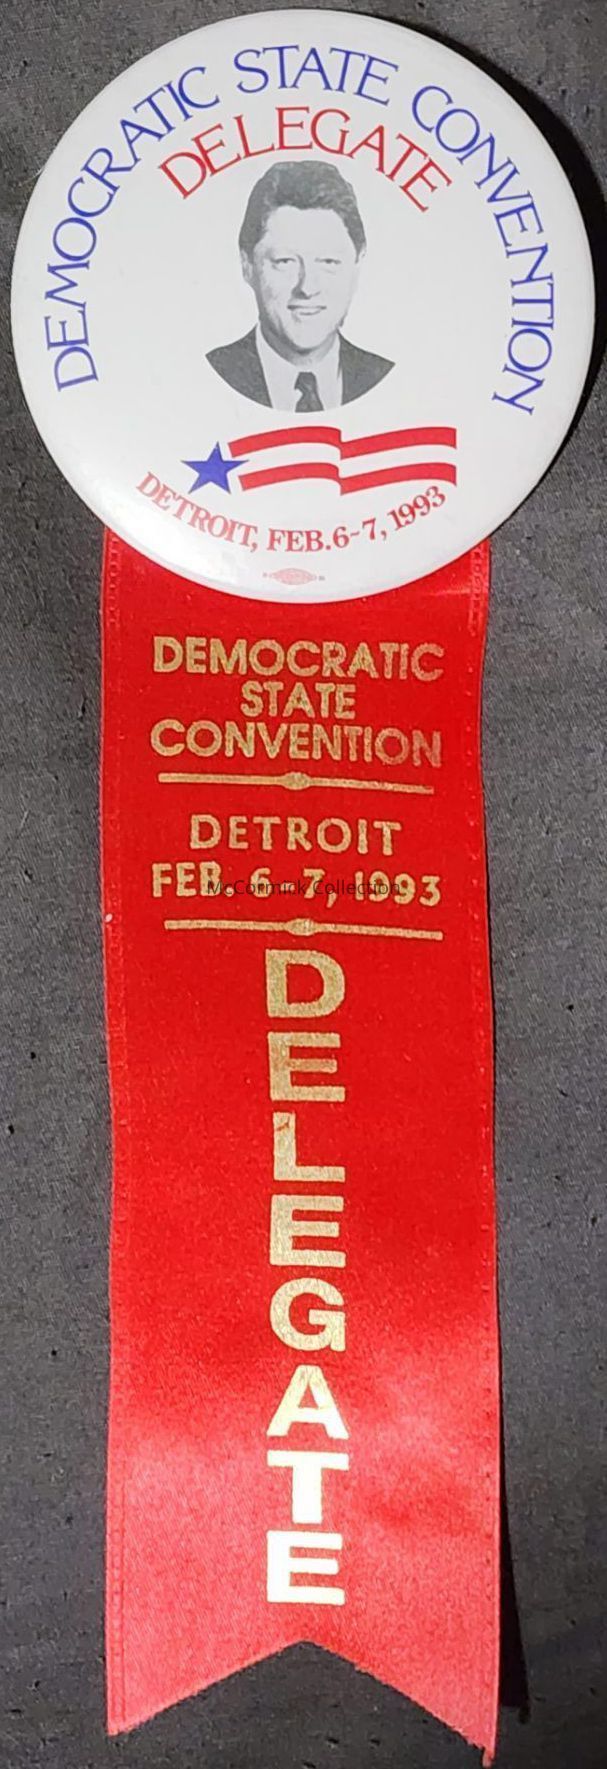 DEMOCRATIC STATE CONVENTION
DELEGATE
DETROIT, FEB. 6-7, 1993
DEMOCRATIC
STATE
CONVENTION
DETROIT
FEB. 6-7, 1993
McCormick Collection
DELEGATE